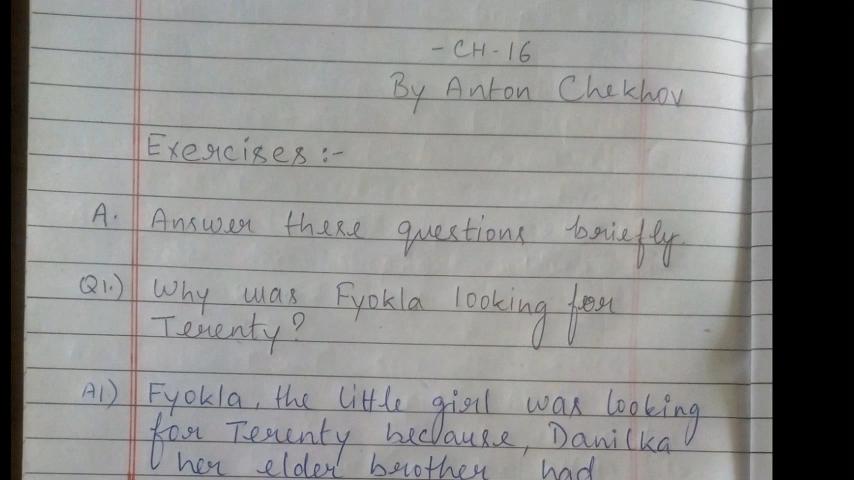 - CH - 16
By Anton Chekhov
Exercises :-
A. Answer these questions briefly.
Q1.) Why was Fyokla looking for
Terenty?
A1) Fyokla, the little girl was looking
for Terenty because, Danilka
her elder brother had